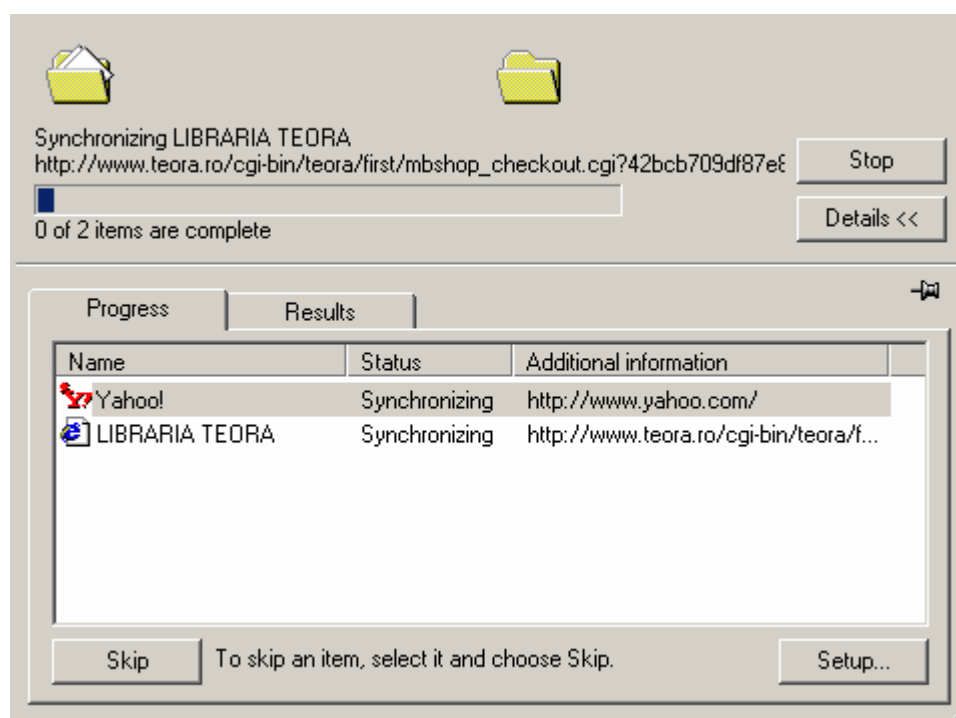 Synchronizing LIBRARIA TEORA
http://www.teora.ro/cgi-bin/teora/first/mbshop_checkout.cgi?42bcb709df87e8
Stop
0 of 2 items are complete
Details <<
Progress Results
Name Status Additional information
Yahoo! Synchronizing http://www.yahoo.com/
LIBRARIA TEORA Synchronizing http://www.teora.ro/cgi-bin/teora/f...
Skip To skip an item, select it and choose Skip. Setup...